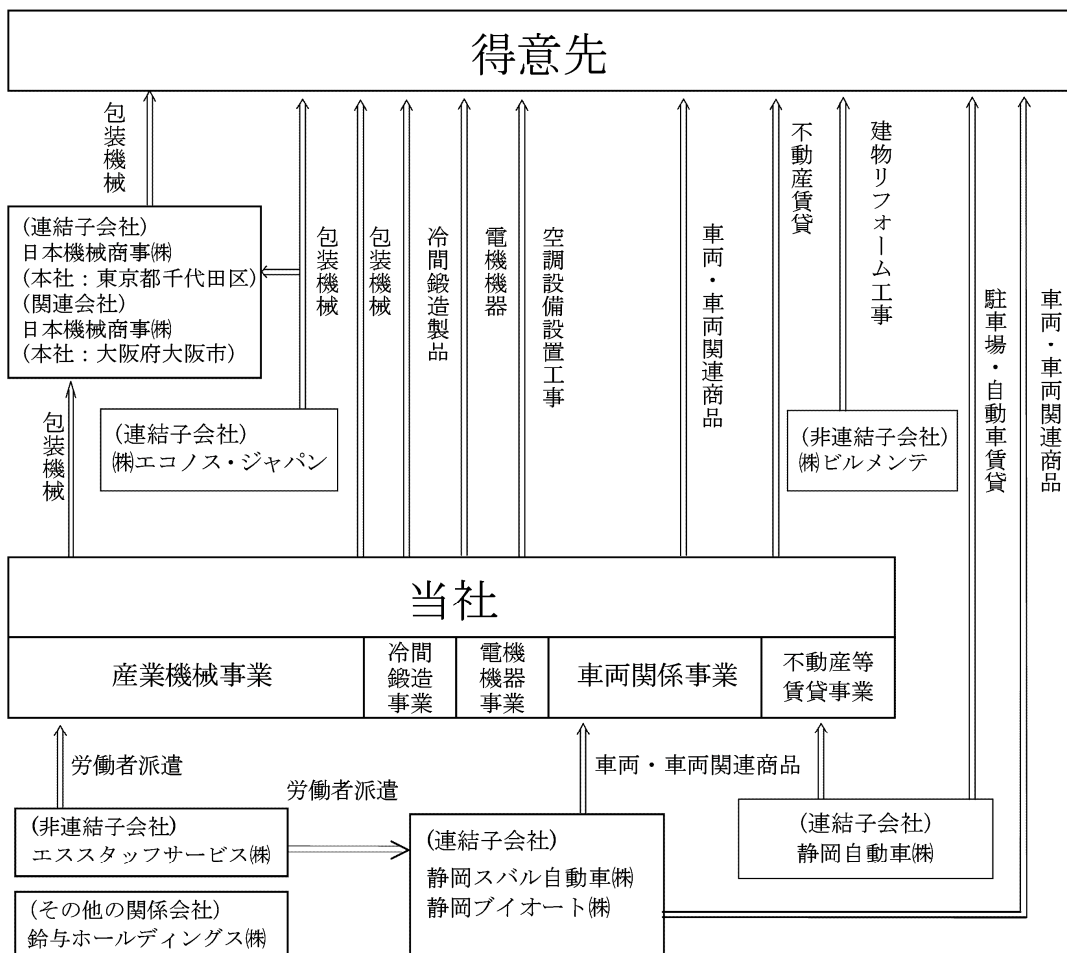 得意先
包装機械
(連結子会社)
日本機械商事㈱
(本社：東京都千代田区)
(関連会社)
日本機械商事㈱
(本社：大阪府大阪市)
包装機械
包装機械
冷間鍛造製品
電機機器
空調設備設置工事
車両・車両関連商品
不動産賃貸
建物リフォーム工事
駐車場・自動車賃貸
車両・車両関連商品
包装機械
(連結子会社)
㈱エコノス・ジャパン
(非連結子会社)
㈱ビルメンテ
当社
産業機械事業
冷間
鍛造
事業
電機
機器
事業
車両関係事業
不動産等
賃貸事業
労働者派遣
労働者派遣
車両・車両関連商品
(非連結子会社)
エススタッフサービス㈱
(連結子会社)
静岡スバル自動車㈱
静岡ブイオート㈱
(連結子会社)
静岡自動車㈱
(その他の関係会社)
鈴与ホールディングス㈱